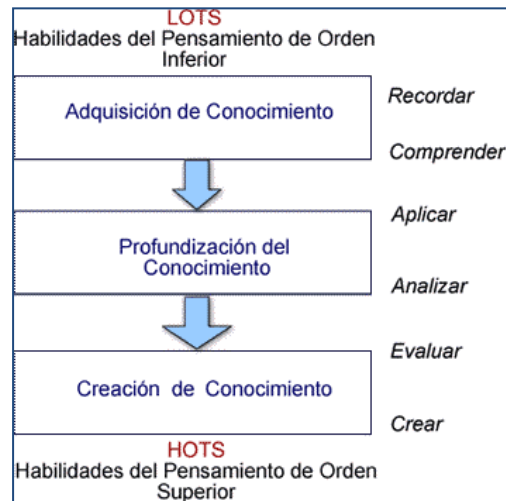 LOTS
Habilidades del Pensamiento de Orden
Inferior
Adquisición de Conocimiento
Recordar
Comprender
Profundización del
Conocimiento
Aplicar
Analizar
Creación de Conocimiento
Evaluar
Crear
HOTS
Habilidades del Pensamiento de Orden
Superior